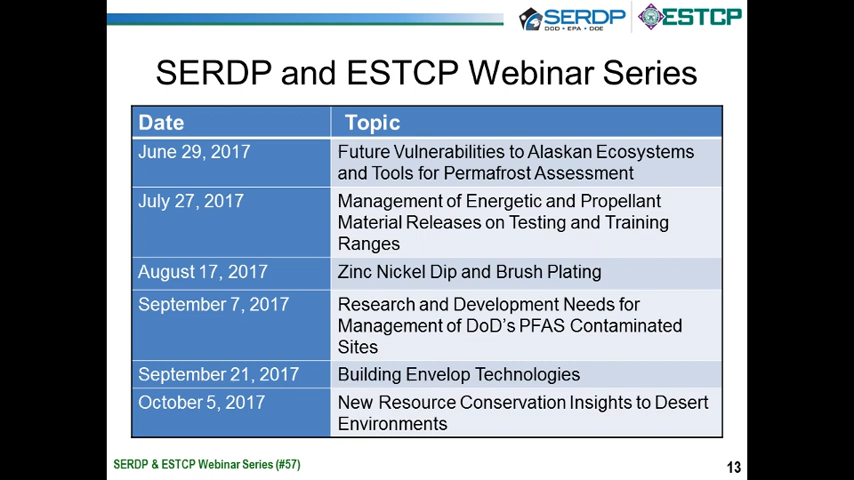 SERDP
DOD • EPA • DOE
ESTCP
SERDP and ESTCP Webinar Series
Date Topic
June 29, 2017 Future Vulnerabilities to Alaskan Ecosystems
and Tools for Permafrost Assessment
July 27, 2017 Management of Energetic and Propellant
Material Releases on Testing and Training
Ranges
August 17, 2017 Zinc Nickel Dip and Brush Plating
September 7, 2017 Research and Development Needs for
Management of DoD's PFAS Contaminated
Sites
September 21, 2017 Building Envelop Technologies
October 5, 2017 New Resource Conservation Insights to Desert
Environments
SERDP & ESTCP Webinar Series (#57)
13